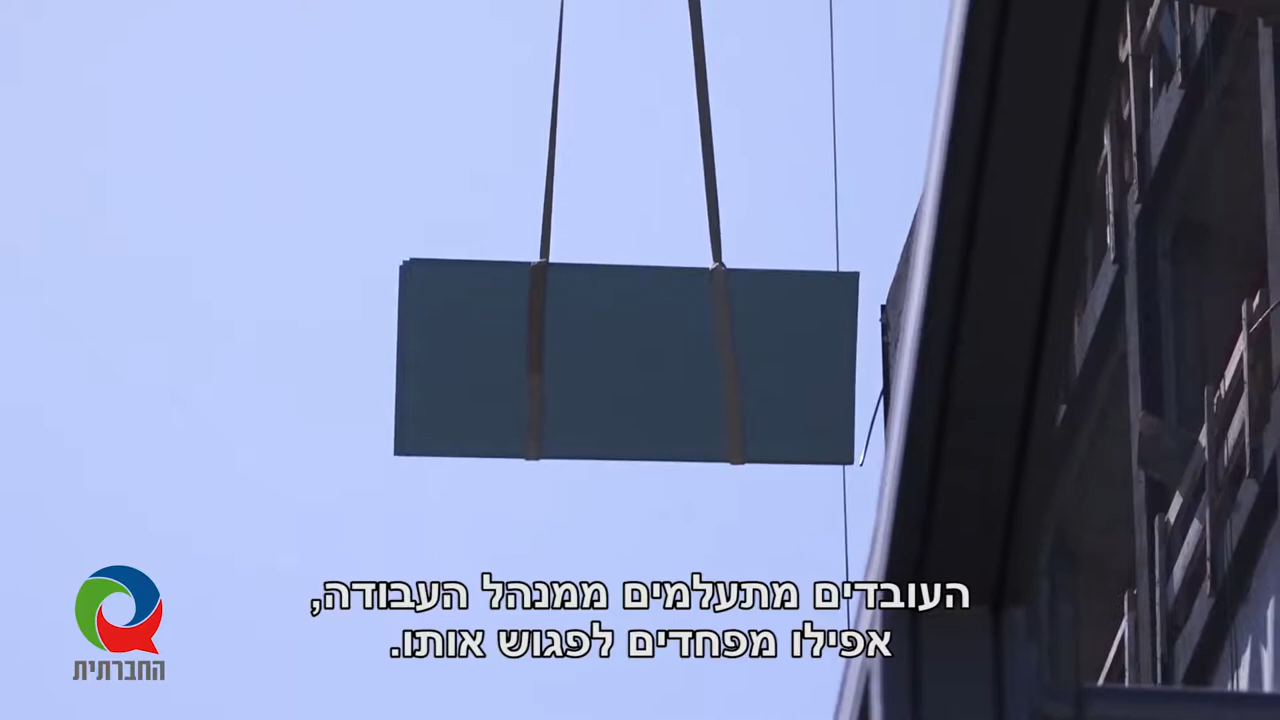 העובדים מתעלמים ממנהל העבודה,
אפילו מפחדים לפגוש אותו.
החברתית